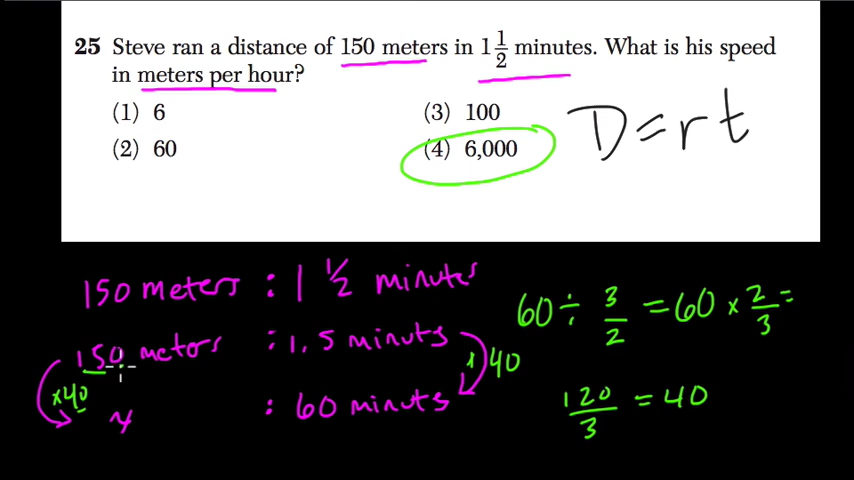 25 Steve ran a distance of 150 meters in 1 1/2 minutes. What is his speed
in meters per hour?
(1) 6
(3) 100
(2) 60
(4) 6,000
D = r t
150 meters : 1 1/2 minutes
60 ÷ 3/2 = 60 × 2/3 =
150 metors : 1.5 minuts
×40
×40
x : 60 minuts
120/3 = 40